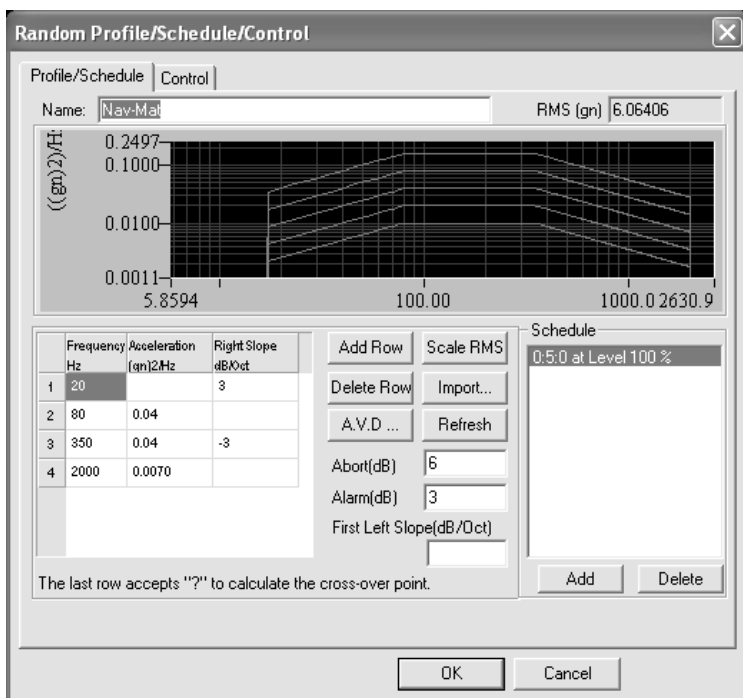 Random Profile/Schedule/Control
Profile/Schedule Control
Name: Nav-Mat RMS (gn) 6.06406
((gn)2)/H:
0.2497
0.1000
0.0100
0.0011
5.8594 100.00 1000.0 2630.9
Frequency Hz Acceleration (gn)2/Hz Right Slope dB/Oct
1 20 3
2 80 0.04
3 350 0.04 -3
4 2000 0.0070
Add Row Scale RMS
Delete Row Import...
A.V.D ... Refresh
Abort(dB) 6
Alarm(dB) 3
First Left Slope(dB/Oct)
The last row accepts "?" to calculate the cross-over point.
Schedule
0:5:0 at Level 100 %
Add Delete
OK Cancel